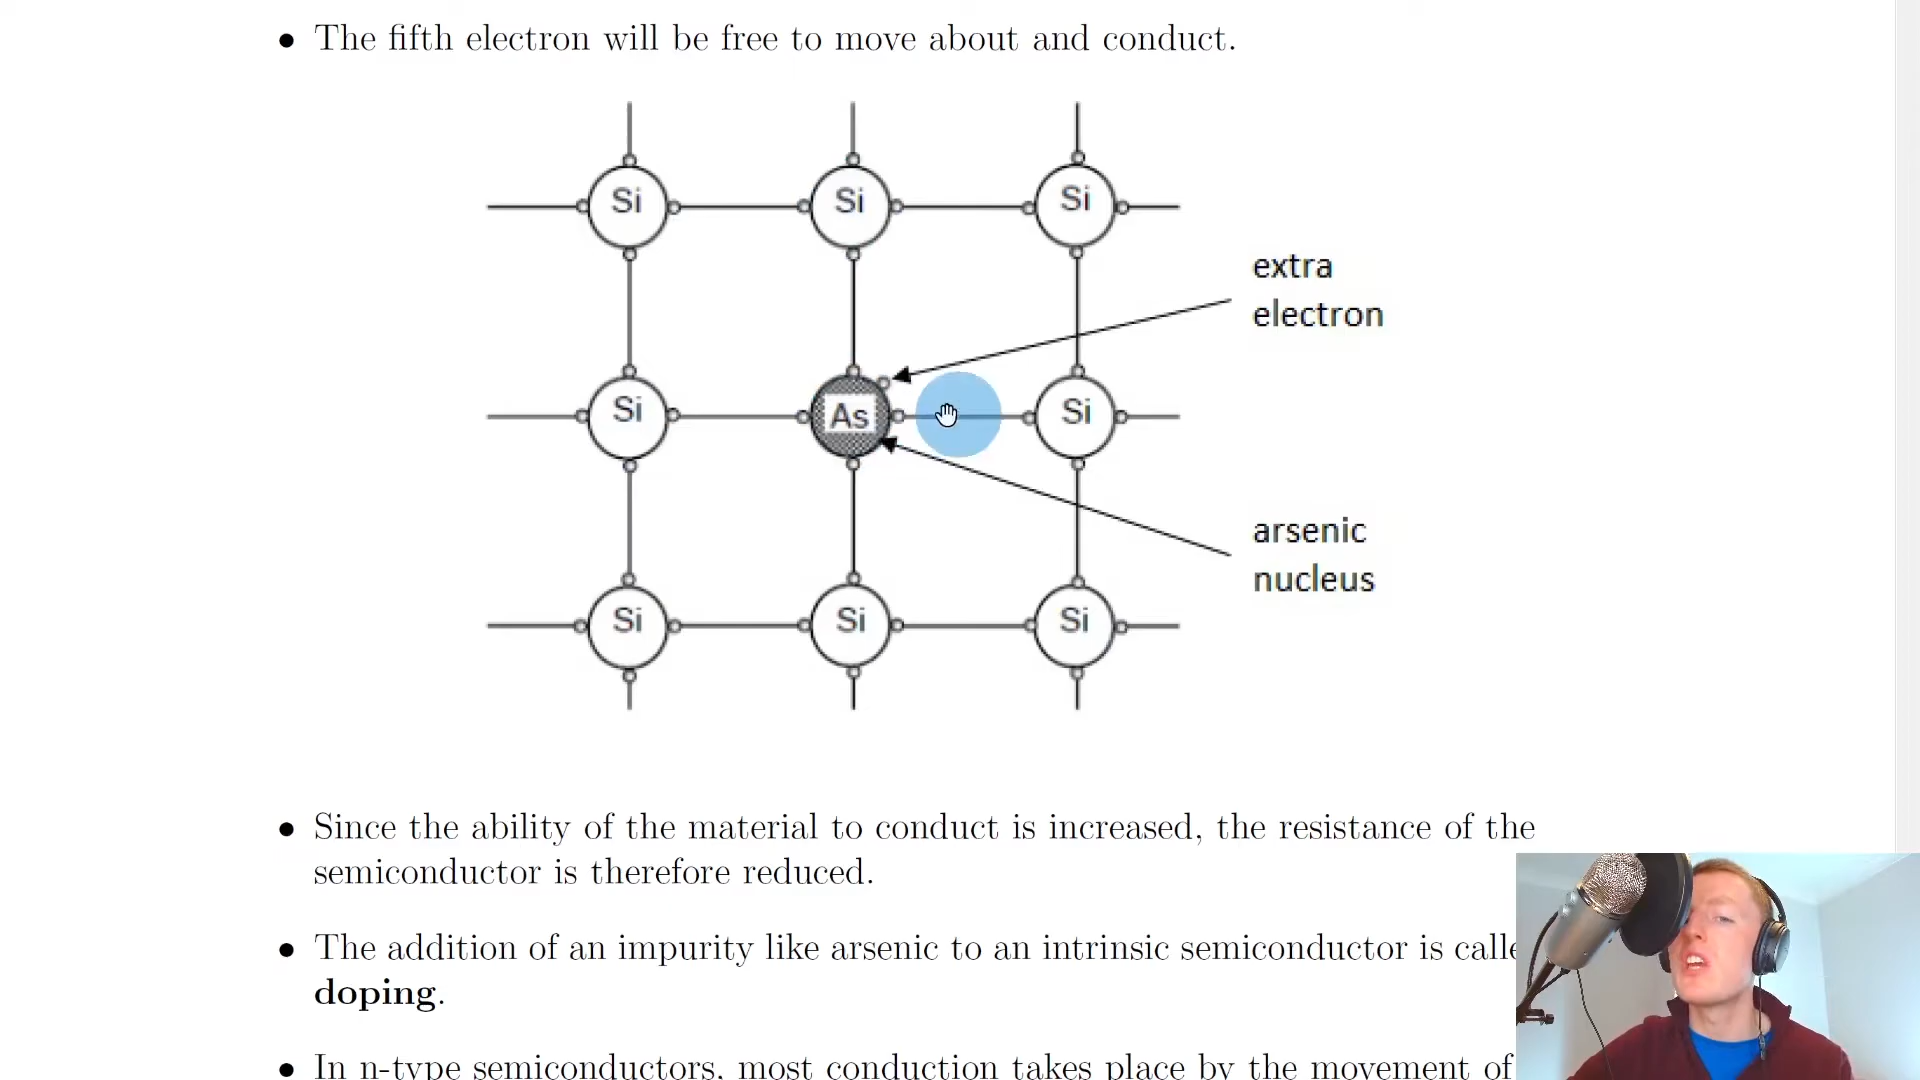 • The fifth electron will be free to move about and conduct.
Si Si Si
extra
electron
Si As Si
arsenic
nucleus
Si Si Si
• Since the ability of the material to conduct is increased, the resistance of the
semiconductor is therefore reduced.
• The addition of an impurity like arsenic to an intrinsic semiconductor is calle
doping.
• In n-type semiconductors, most conduction takes place by the movement of